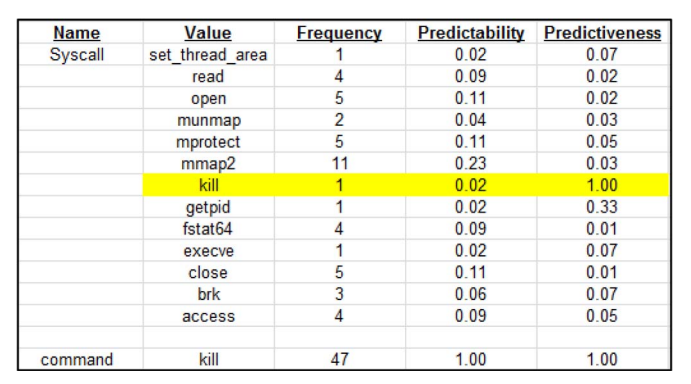 Name Value Frequency Predictability Predictiveness
Syscall set_thread_area 1 0.02 0.07
read 4 0.09 0.02
open 5 0.11 0.02
munmap 2 0.04 0.03
mprotect 5 0.11 0.05
mmap2 11 0.23 0.03
kill 1 0.02 1.00
getpid 1 0.02 0.33
fstat64 4 0.09 0.01
execve 1 0.02 0.07
close 5 0.11 0.01
brk 3 0.06 0.07
access 4 0.09 0.05
command kill 47 1.00 1.00